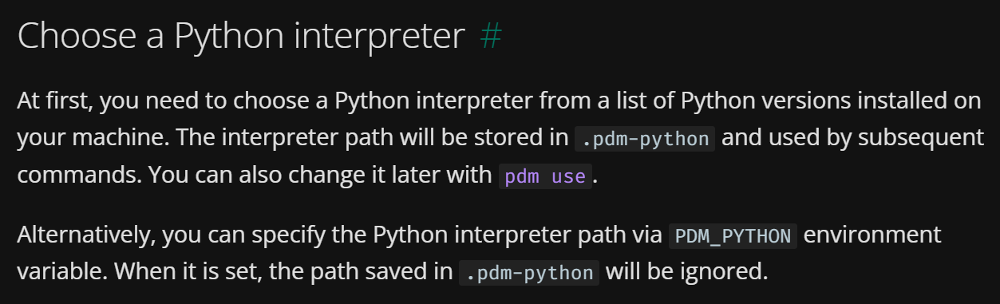 Choose a Python interpreter #
At first, you need to choose a Python interpreter from a list of Python versions installed on
your machine. The interpreter path will be stored in .pdm-python and used by subsequent
commands. You can also change it later with pdm use.
Alternatively, you can specify the Python interpreter path via PDM_PYTHON environment
variable. When it is set, the path saved in .pdm-python will be ignored.